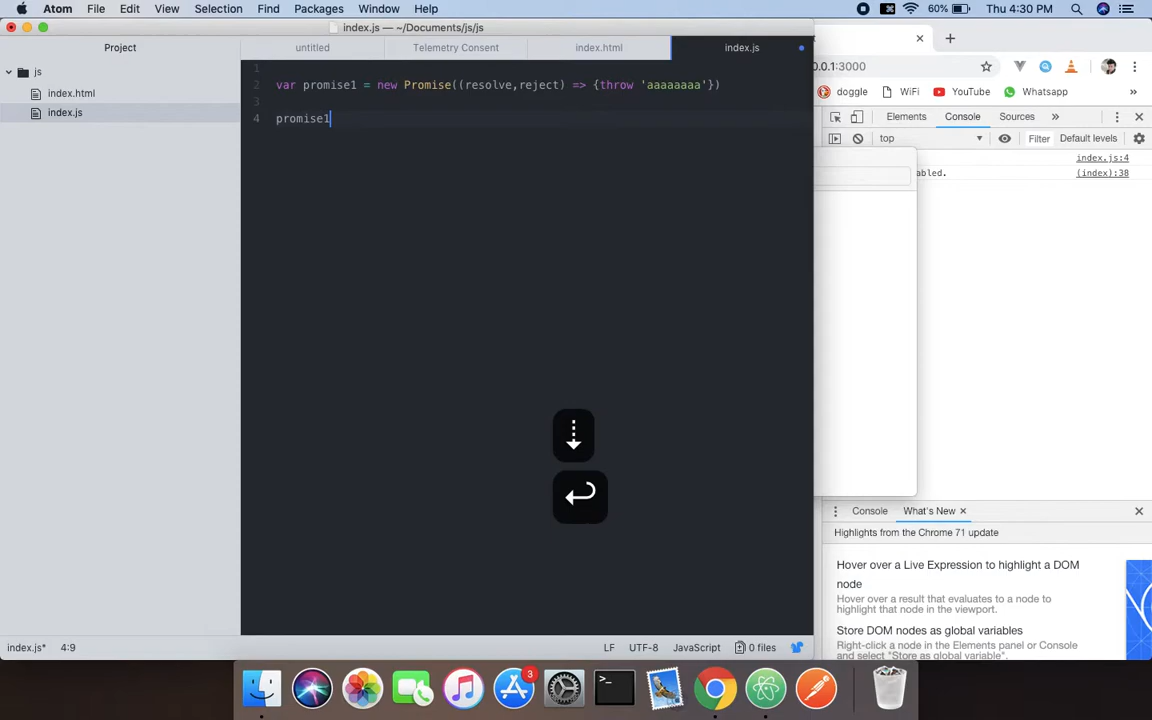 Atom File Edit View Selection Find Packages Window Help 60% Thu 4:30 PM
index.js — ~/Documents/js/js
Project untitled Telemetry Consent index.html index.js
js
index.html
index.js
1
2 var promise1 = new Promise((resolve,reject) => {throw 'aaaaaaaa'})
3
4 promise1
.0.1:3000
doggle WiFi YouTube Whatsapp »
Elements Console Sources »
top Filter Default levels
index.js:4
abled. (index):38
Console What's New ×
Highlights from the Chrome 71 update
Hover over a Live Expression to highlight a DOM
node
Hover over a result that evaluates to a node to
highlight that node in the viewport.
Store DOM nodes as global variables
Right-click a node in the Elements panel or Console
and select "Store as global variable".
index.js* 4:9 LF UTF-8 JavaScript 0 files
3
>_